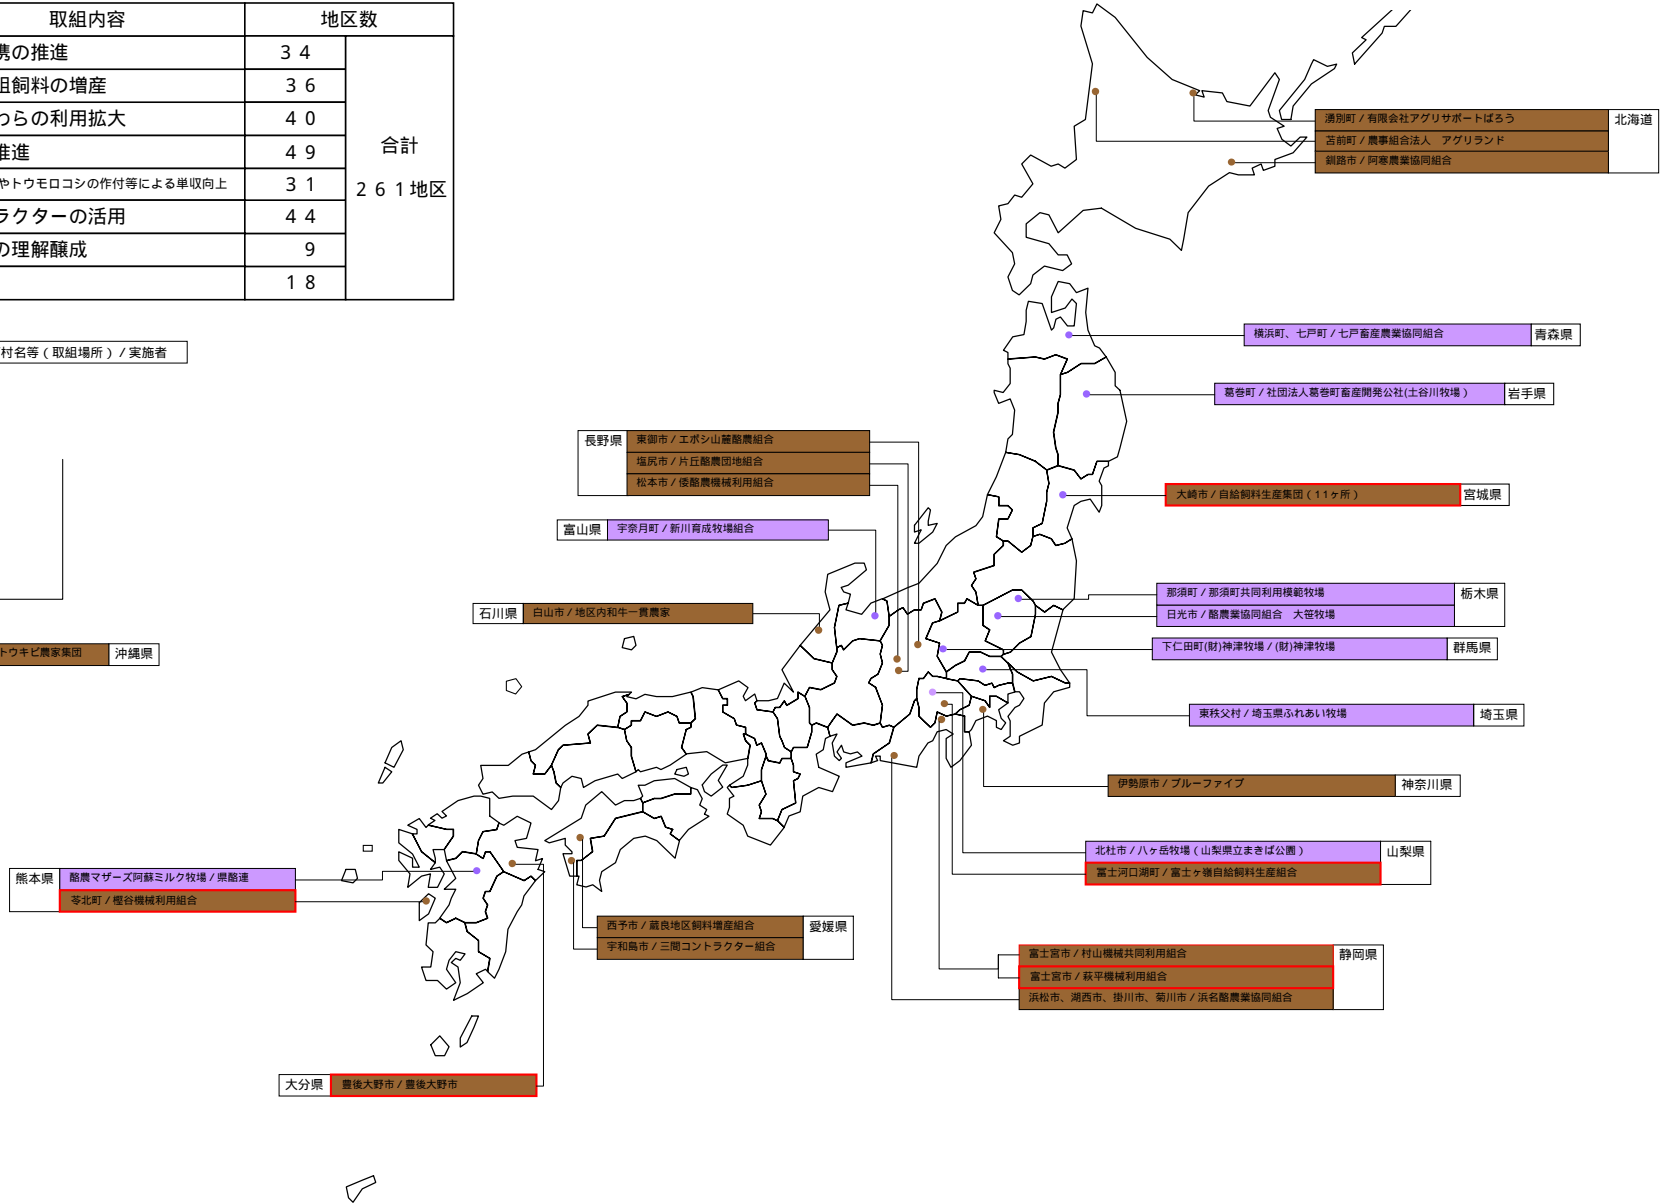 取組内容 地区数
携の推進 ３４
粗飼料の増産 ３６
わらの利用拡大 ４０
推進 ４９
やトウモロコシの作付等による単収向上 ３１
ラクターの活用 ４４
の理解醸成 ９
１８
合計
２６１地区
村名等（取組場所）/ 実施者
湧別町 / 有限会社アグリサポートばろう 北海道
苫前町 / 農事組合法人　アグリランド
釧路市 / 阿寒農業協同組合
横浜町、七戸町 / 七戸畜産農業協同組合 青森県
葛巻町 / 社団法人葛巻町畜産開発公社(土谷川牧場） 岩手県
長野県 東御市 / エボシ山麓酪農組合
塩尻市 / 片丘酪農団地組合
松本市 / 倭酪農機械利用組合
大崎市 / 自給飼料生産集団（１１ヶ所） 宮城県
富山県 宇奈月町 / 新川育成牧場組合
那須町 / 那須町共同利用模範牧場 栃木県
日光市 / 酪農業協同組合　大笹牧場
石川県 白山市 / 地区内和牛一貫農家
下仁田町(財)神津牧場 / (財)神津牧場 群馬県
トウキビ農家集団 沖縄県
東秩父村 / 埼玉県ふれあい牧場 埼玉県
伊勢原市 / ブルーファイブ 神奈川県
北杜市 / 八ヶ岳牧場（山梨県立まきば公園） 山梨県
富士河口湖町 / 富士ヶ嶺自給飼料生産組合
熊本県 酪農マザーズ阿蘇ミルク牧場 / 県酪連
苓北町 / 樫谷機械利用組合
西予市 / 蔵良地区飼料増産組合 愛媛県
宇和島市 / 三間コントラクター組合
富士宮市 / 村山機械共同利用組合 静岡県
富士宮市 / 萩平機械利用組合
浜松市、湖西市、掛川市、菊川市 / 浜名酪農業協同組合
大分県 豊後大野市 / 豊後大野市